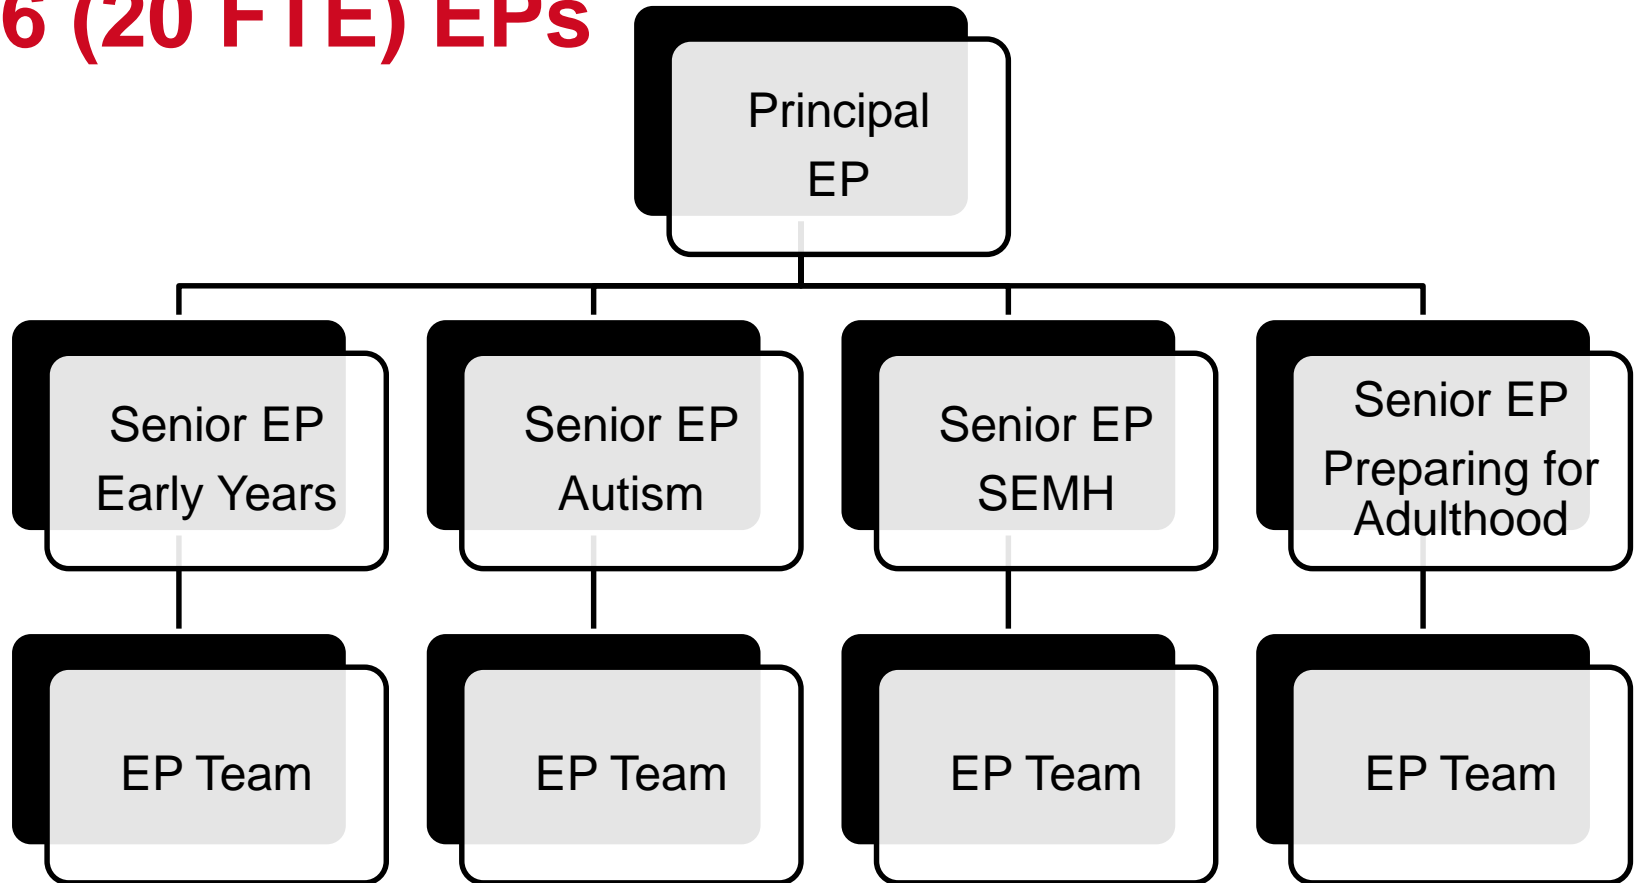 6 (20 FTE) EPs
Principal
EP
Senior EP
Early Years
Senior EP
Autism
Senior EP
SEMH
Senior EP
Preparing for
Adulthood
EP Team
EP Team
EP Team
EP Team